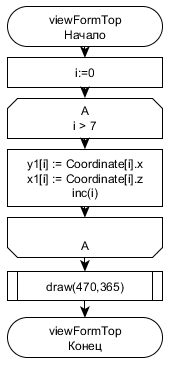 viewFormTop
Начало
i:=0
A
i > 7
y1[i] := Coordinate[i].x
x1[i] := Coordinate[i].z
inc(i)
A
draw(470,365)
viewFormTop
Конец